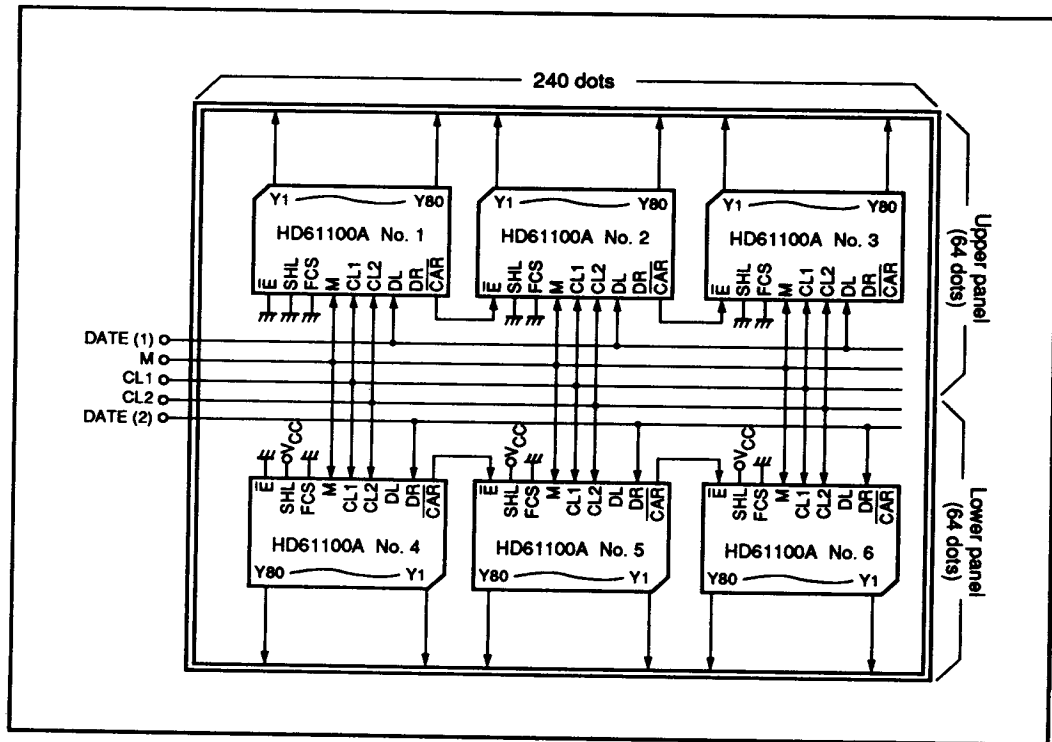 240 dots
Y1 Y80
HD61100A No. 1
E SHL FCS M CL1 CL2 DL DR CAR
Y1 Y80
HD61100A No. 2
E SHL FCS M CL1 CL2 DL DR CAR
Y1 Y80
HD61100A No. 3
E SHL FCS M CL1 CL2 DL DR CAR
Upper panel
(64 dots)
DATE (1)
M
CL1
CL2
DATE (2)
VCC
E SHL FCS M CL1 CL2 DL DR CAR
HD61100A No. 4
Y80 Y1
VCC
E SHL FCS M CL1 CL2 DL DR CAR
HD61100A No. 5
Y80 Y1
VCC
E SHL FCS M CL1 CL2 DL DR CAR
HD61100A No. 6
Y80 Y1
Lower panel
(64 dots)